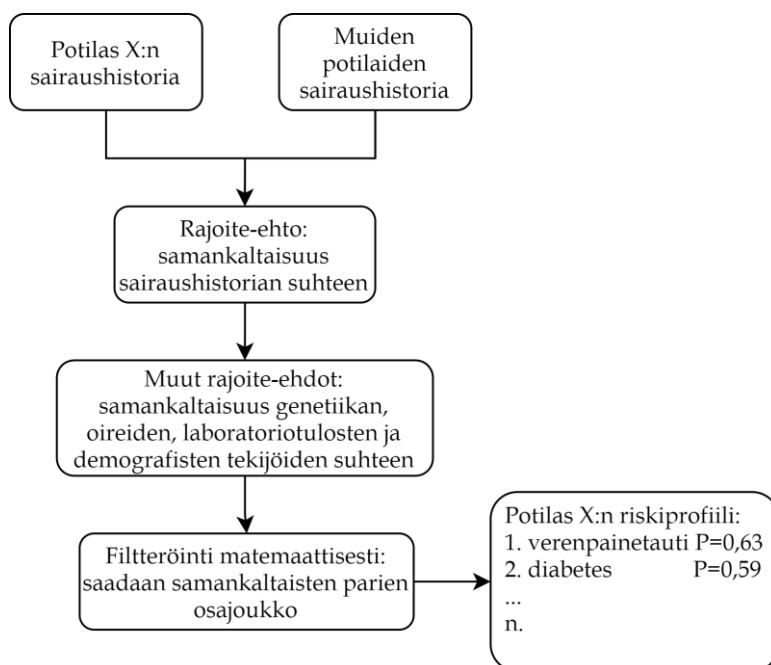 Potilas X:n
sairaushistoria
Muiden
potilaiden
sairaushistoria
Rajoite-ehto:
samankaltaisuus
sairaushistorian suhteen
Muut rajoite-ehdot:
samankaltaisuus genetiikan,
oireiden, laboratoriotulosten ja
demografisten tekijöiden suhteen
Filtteröinti matemaattisesti:
saadaan samankaltaisten parien
osajoukko
Potilas X:n riskiprofiili:
1. verenpainetauti P=0,63
2. diabetes P=0,59
...
n.